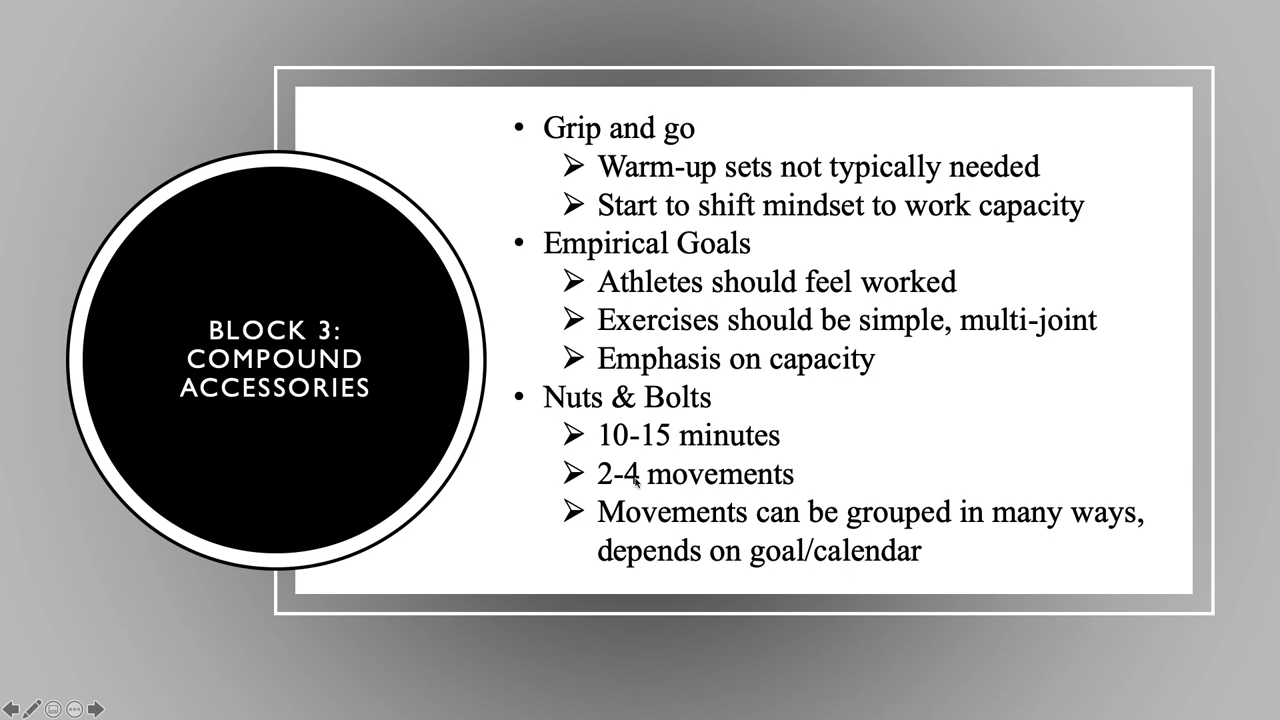 BLOCK 3:
COMPOUND
ACCESSORIES
• Grip and go
➢ Warm-up sets not typically needed
➢ Start to shift mindset to work capacity
• Empirical Goals
➢ Athletes should feel worked
➢ Exercises should be simple, multi-joint
➢ Emphasis on capacity
• Nuts & Bolts
➢ 10-15 minutes
➢ 2-4 movements
➢ Movements can be grouped in many ways,
depends on goal/calendar